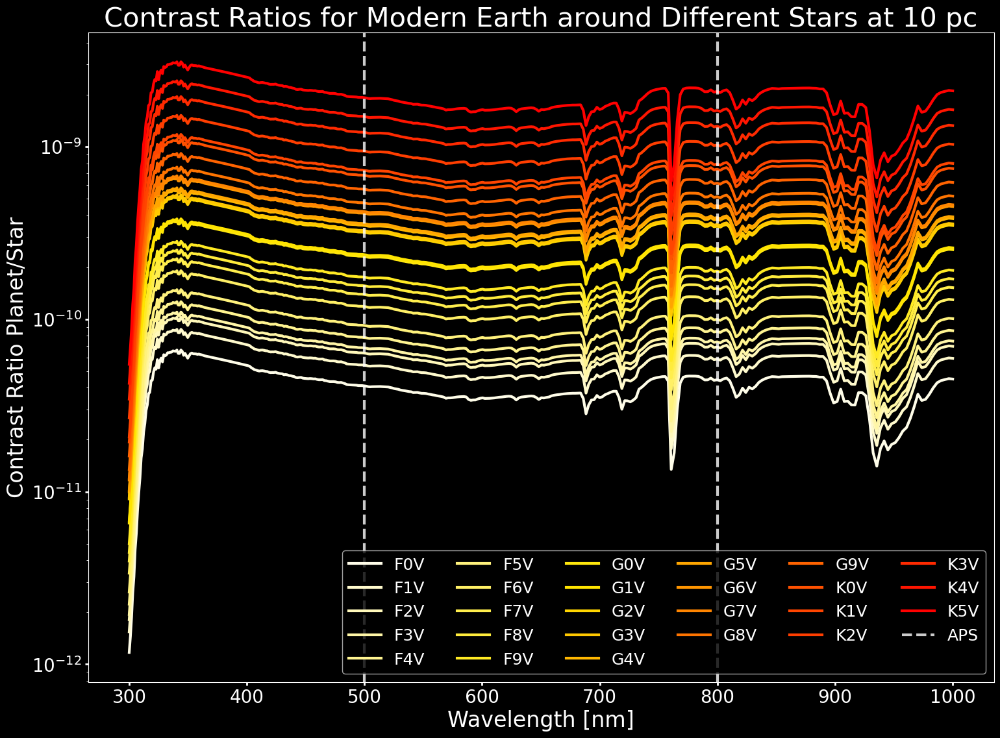 Contrast Ratios for Modern Earth around Different Stars at 10 pc
Contrast Ratio Planet/Star
10⁻⁹
10⁻¹⁰
10⁻¹¹
10⁻¹²
F0V F5V G0V G5V G9V K3V
F1V F6V G1V G6V K0V K4V
F2V F7V G2V G7V K1V K5V
F3V F8V G3V G8V K2V APS
F4V F9V G4V
300 400 500 600 700 800 900 1000
Wavelength [nm]